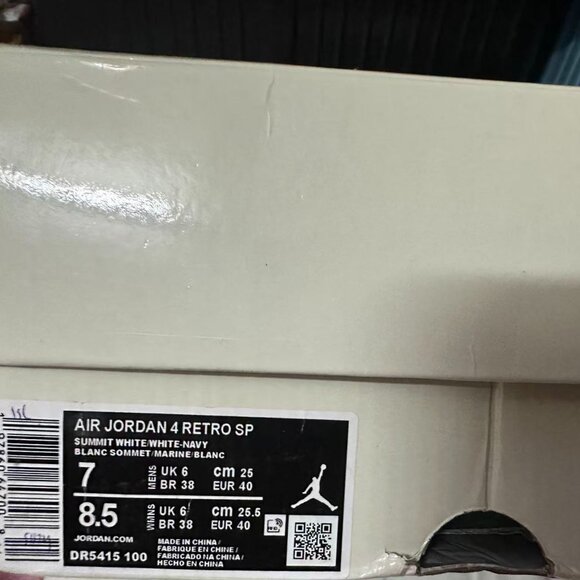 AIR JORDAN 4 RETRO SP
SUMMIT WHITE/WHITE-NAVY
BLANC SOMMET/MARINE/BLANC
7 MENS UK 6 cm 25
BR 38 EUR 40
8.5 WMNS UK 6 cm 25.5
BR 38 EUR 40
JORDAN.COM
DR5415 100
MADE IN CHINA/
FABRIQUE EN CHINE/
FABRICADO NA CHINA/
HECHO EN CHINA